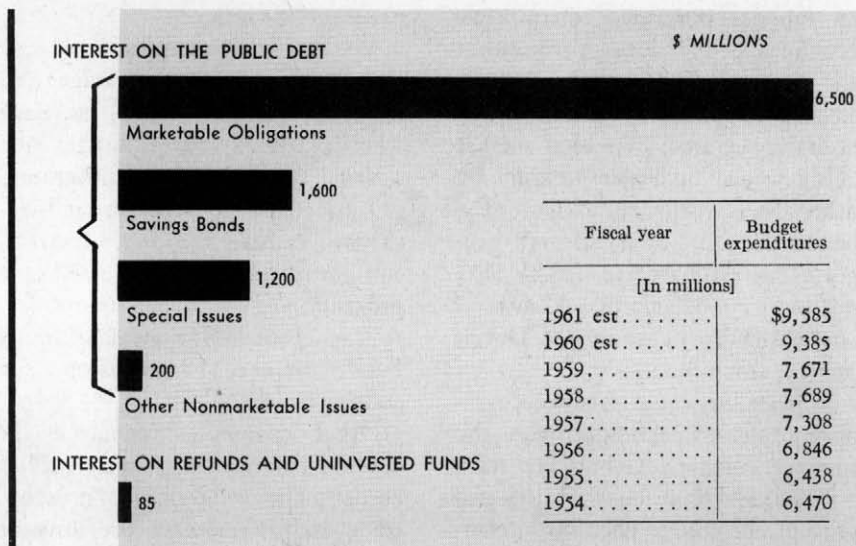 INTEREST ON THE PUBLIC DEBT
$ MILLIONS
6,500
Marketable Obligations
1,600
Savings Bonds
1,200
Special Issues
200
Other Nonmarketable Issues
INTEREST ON REFUNDS AND UNINVESTED FUNDS
85
Fiscal year Budget expenditures
[In millions]
1961 est........ $9,585
1960 est........ 9,385
1959........... 7,671
1958........... 7,689
1957........... 7,308
1956........... 6,846
1955........... 6,438
1954........... 6,470